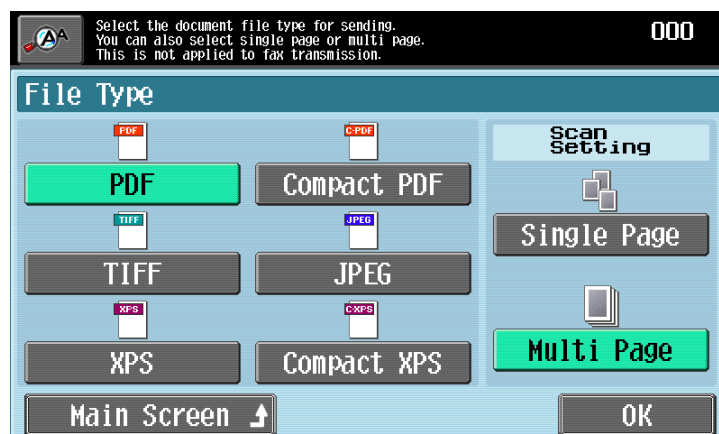 AA
Select the document file type for sending.
You can also select single page or multi page.
This is not applied to fax transmission.
000
File Type
PDF
PDF
C-PDF
Compact PDF
TIFF
TIFF
JPEG
JPEG
XPS
XPS
C-XPS
Compact XPS
Scan
Setting
Single Page
Multi Page
Main Screen
OK